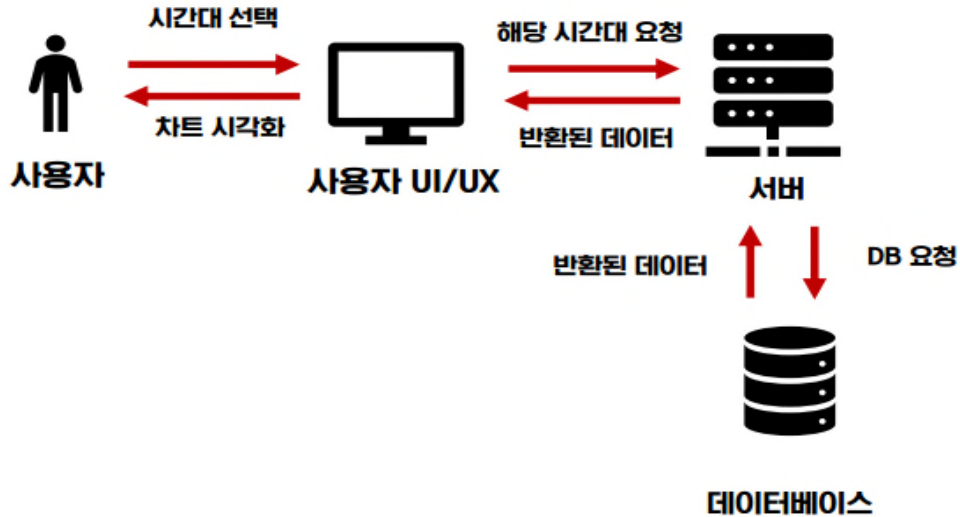 시간대 선택
해당 시간대 요청
차트 시각화
반환된 데이터
사용자
사용자 UI/UX
서버
반환된 데이터
DB 요청
데이터베이스